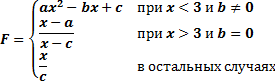 F = { ax² − bx + c при x < 3 и b ≠ 0
(x − a)/(x − c) при x > 3 и b = 0
x/c в остальных случаях